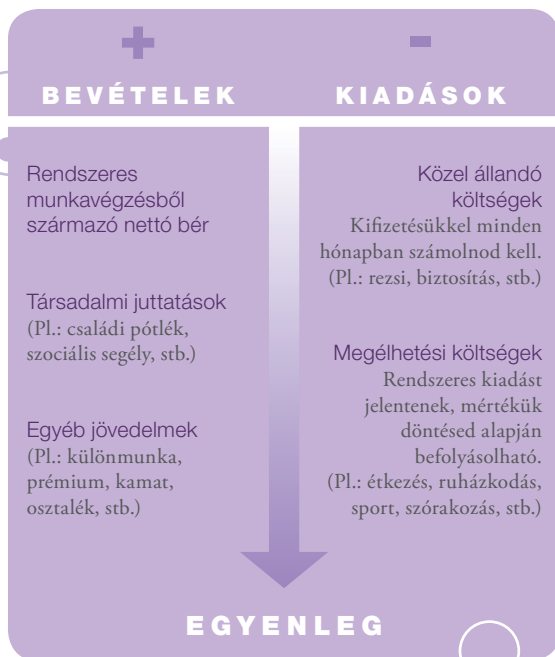 +
-
BEVÉTELEK
KIADÁSOK
Rendszeres
munkavégzésből
származó nettó bér
Társadalmi juttatások
(Pl.: családi pótlék,
szociális segély, stb.)
Egyéb jövedelmek
(Pl.: különmunka,
prémium, kamat,
osztalék, stb.)
Közel állandó
költségek
Kifizetésükkel minden
hónapban számolnod kell.
(Pl.: rezsi, biztosítás, stb.)
Megélhetési költségek
Rendszeres kiadást
jelentenek, mértékük
döntésed alapján
befolyásolható.
(Pl.: étkezés, ruházkodás,
sport, szórakozás, stb.)
EGYENLEG